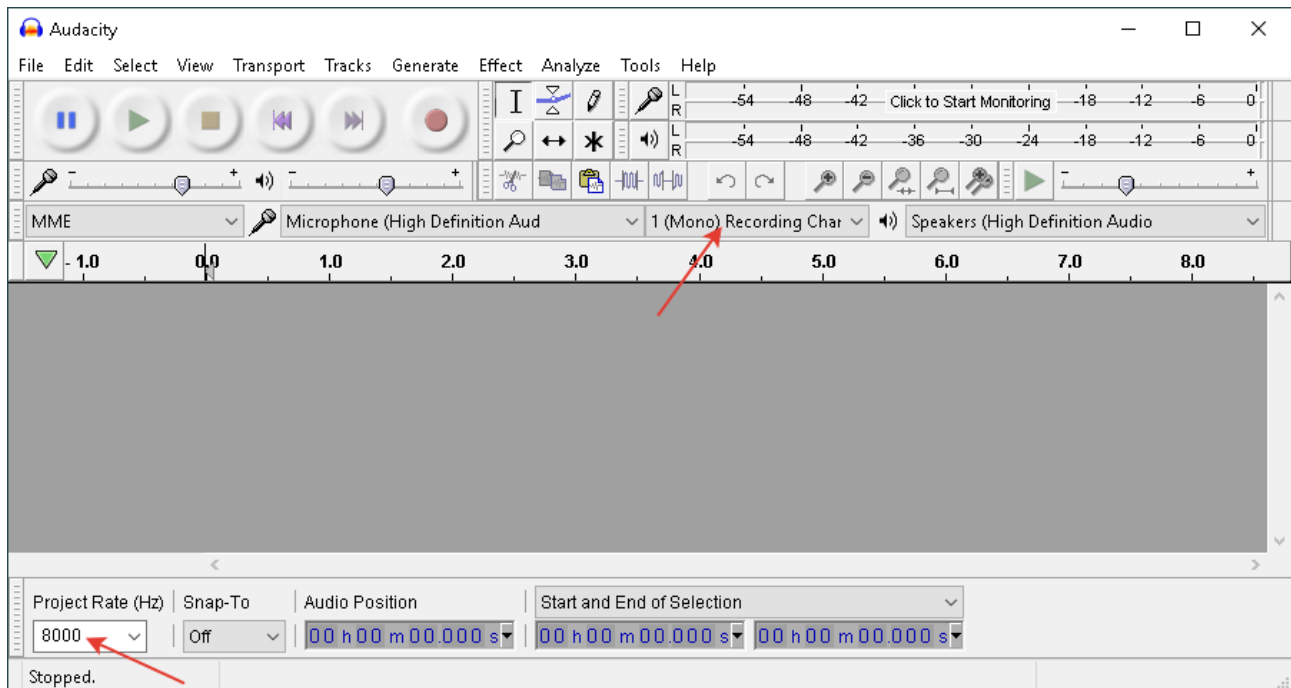 Audacity
File Edit Select View Transport Tracks Generate Effect Analyze Tools Help
L
R
-54 -48 -42 Click to Start Monitoring -18 -12 -6 0
L
R
-54 -48 -42 -36 -30 -24 -18 -12 -6 0
- + - + - +
MME Microphone (High Definition Aud 1 (Mono) Recording Char Speakers (High Definition Audio
- 1.0 0.0 1.0 2.0 3.0 4.0 5.0 6.0 7.0 8.0
Project Rate (Hz) Snap-To Audio Position Start and End of Selection
8000 Off 00 h 00 m 00.000 s 00 h 00 m 00.000 s 00 h 00 m 00.000 s
Stopped.